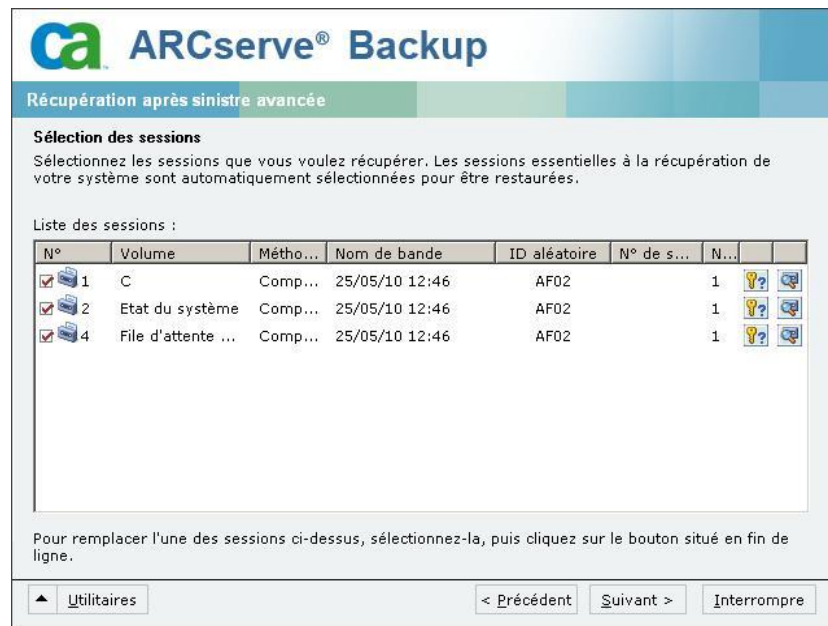 ca ARCserve® Backup
Récupération après sinistre avancée
Sélection des sessions
Sélectionnez les sessions que vous voulez récupérer. Les sessions essentielles à la récupération de
votre système sont automatiquement sélectionnées pour être restaurées.
Liste des sessions :
N° Volume Métho... Nom de bande ID aléatoire N° de s... N...
1 C Comp... 25/05/10 12:46 AF02 1
2 Etat du système Comp... 25/05/10 12:46 AF02 1
4 File d'attente ... Comp... 25/05/10 12:46 AF02 1
Pour remplacer l'une des sessions ci-dessus, sélectionnez-la, puis cliquez sur le bouton situé en fin de
ligne.
Utilitaires < Précédent Suivant > Interrompre